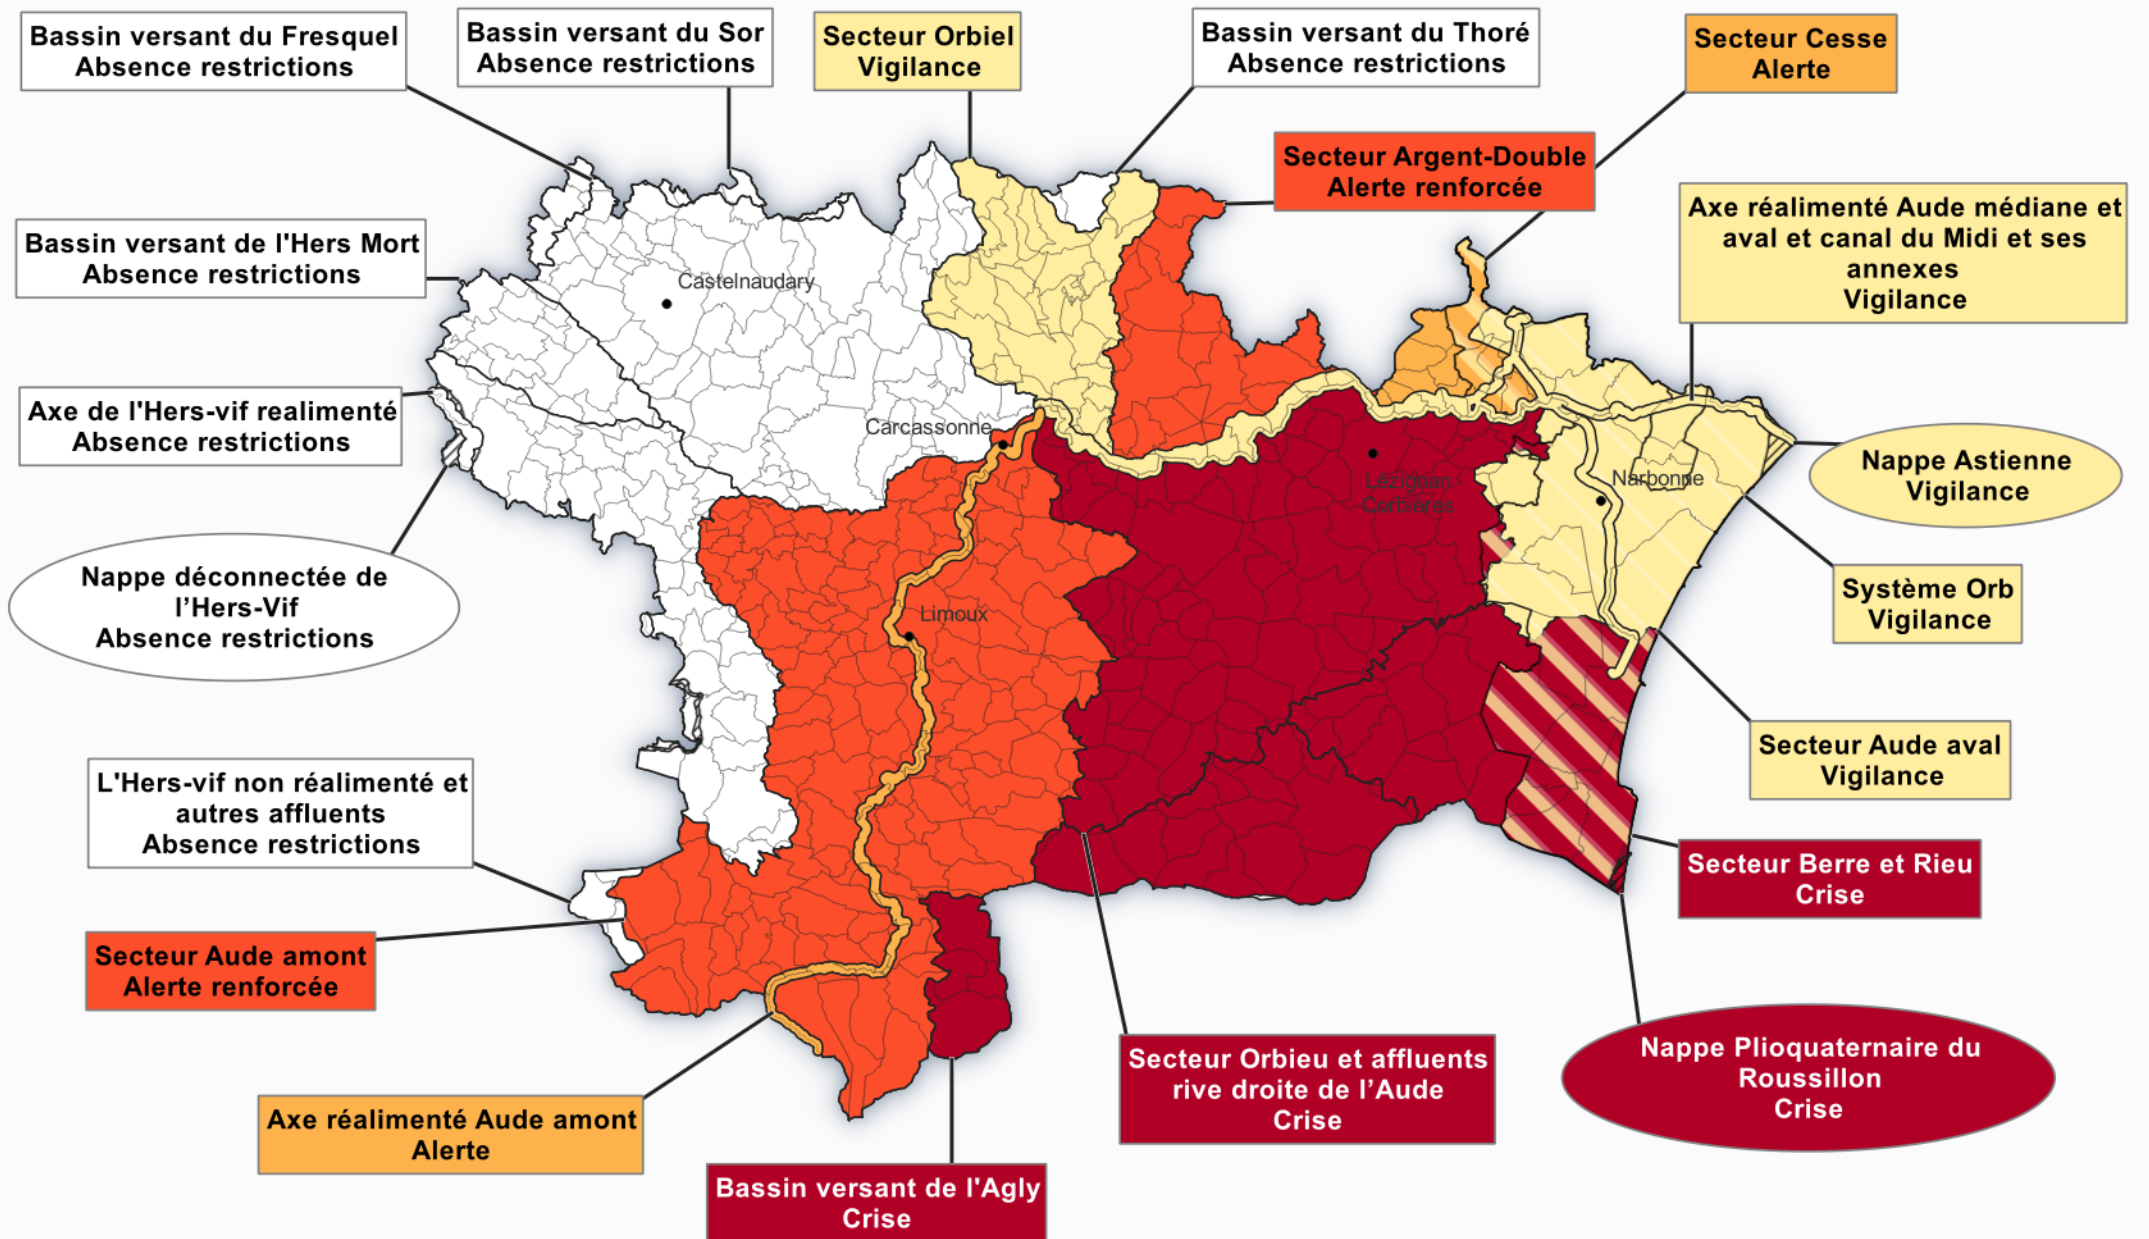 Bassin versant du Fresquel
Absence restrictions
Bassin versant du Sor
Absence restrictions
Secteur Orbiel
Vigilance
Bassin versant du Thoré
Absence restrictions
Secteur Cesse
Alerte
Secteur Argent-Double
Alerte renforcée
Axe réalimenté Aude médiane et
aval et canal du Midi et ses
annexes
Vigilance
Bassin versant de l'Hers Mort
Absence restrictions
Castelnaudary
Axe de l'Hers-vif realimenté
Absence restrictions
Carcassonne
Lézignan
Corbières
Narbonne
Nappe Astienne
Vigilance
Nappe déconnectée de
l’Hers-Vif
Absence restrictions
Limoux
Système Orb
Vigilance
Secteur Aude aval
Vigilance
L'Hers-vif non réalimenté et
autres affluents
Absence restrictions
Secteur Berre et Rieu
Crise
Secteur Aude amont
Alerte renforcée
Secteur Orbieu et affluents
rive droite de l’Aude
Crise
Nappe Plioquaternaire du
Roussillon
Crise
Axe réalimenté Aude amont
Alerte
Bassin versant de l'Agly
Crise